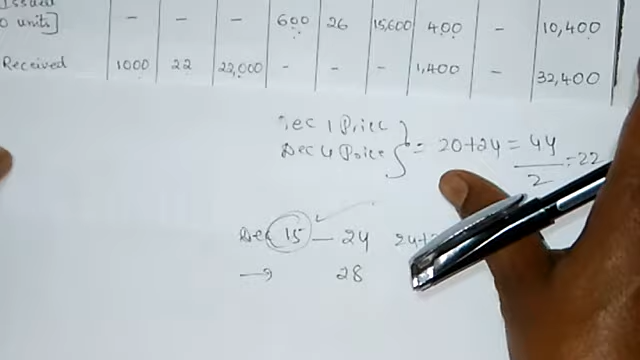 Issued - - - 600 26 15,600 400 - 10,400
units]
Received 1000 22 22,000 - - - 1,400 - 32,400
Dec 1 Price
Dec 4 Price } = 20+24 = 44/2 = 22
Dec 15 - 24 24+
→ 28